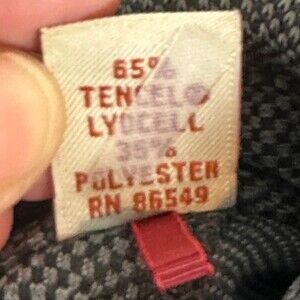 65%
TENCEL®
LYOCELL
35%
POLYESTER
RN 86549